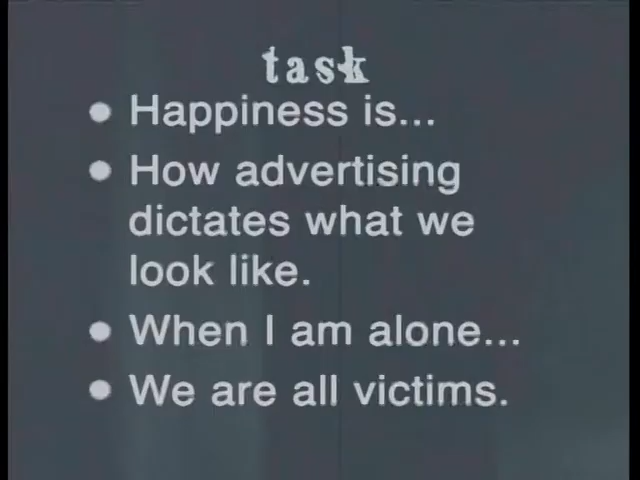 task
Happiness is...
How advertising
dictates what we
look like.
When I am alone...
We are all victims.